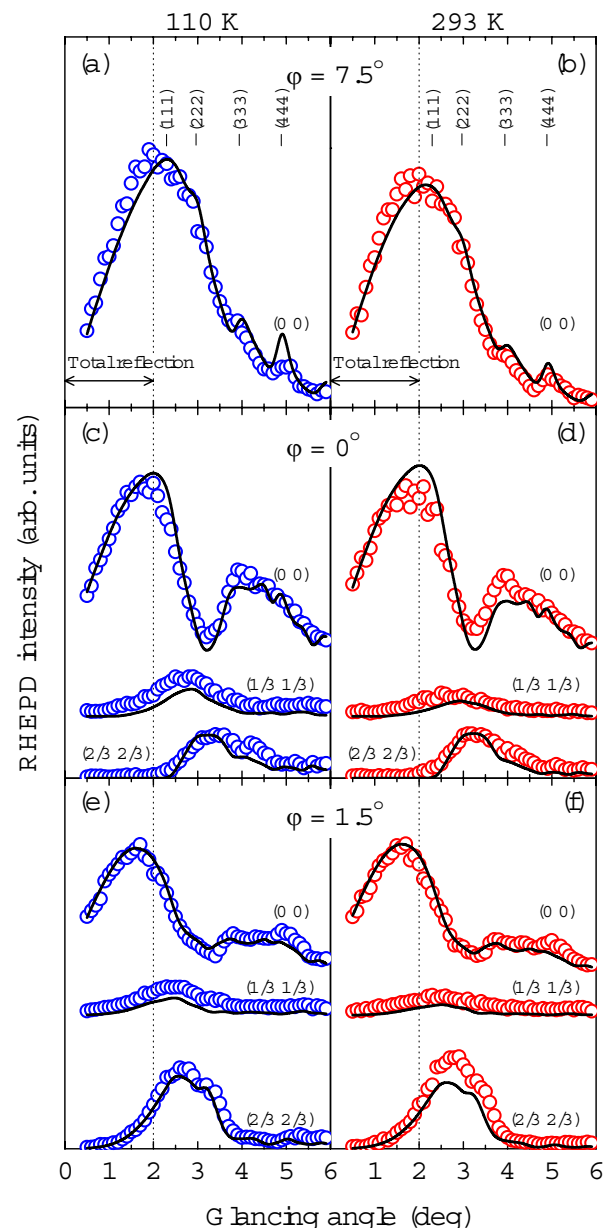 110 K 293 K
(a) φ = 7.5° (b)
(111) (222) (333) (444) (111) (222) (333) (444)
(0 0) (0 0)
Total reflection Total reflection
(c) φ = 0° (d)
(0 0) (0 0)
(1/3 1/3) (1/3 1/3)
(2/3 2/3) (2/3 2/3)
(e) φ = 1.5° (f)
(0 0) (0 0)
(1/3 1/3) (1/3 1/3)
(2/3 2/3) (2/3 2/3)
0 1 2 3 4 5 6 1 2 3 4 5 6
Glancing angle (deg)
RHEPD intensity (arb. units)